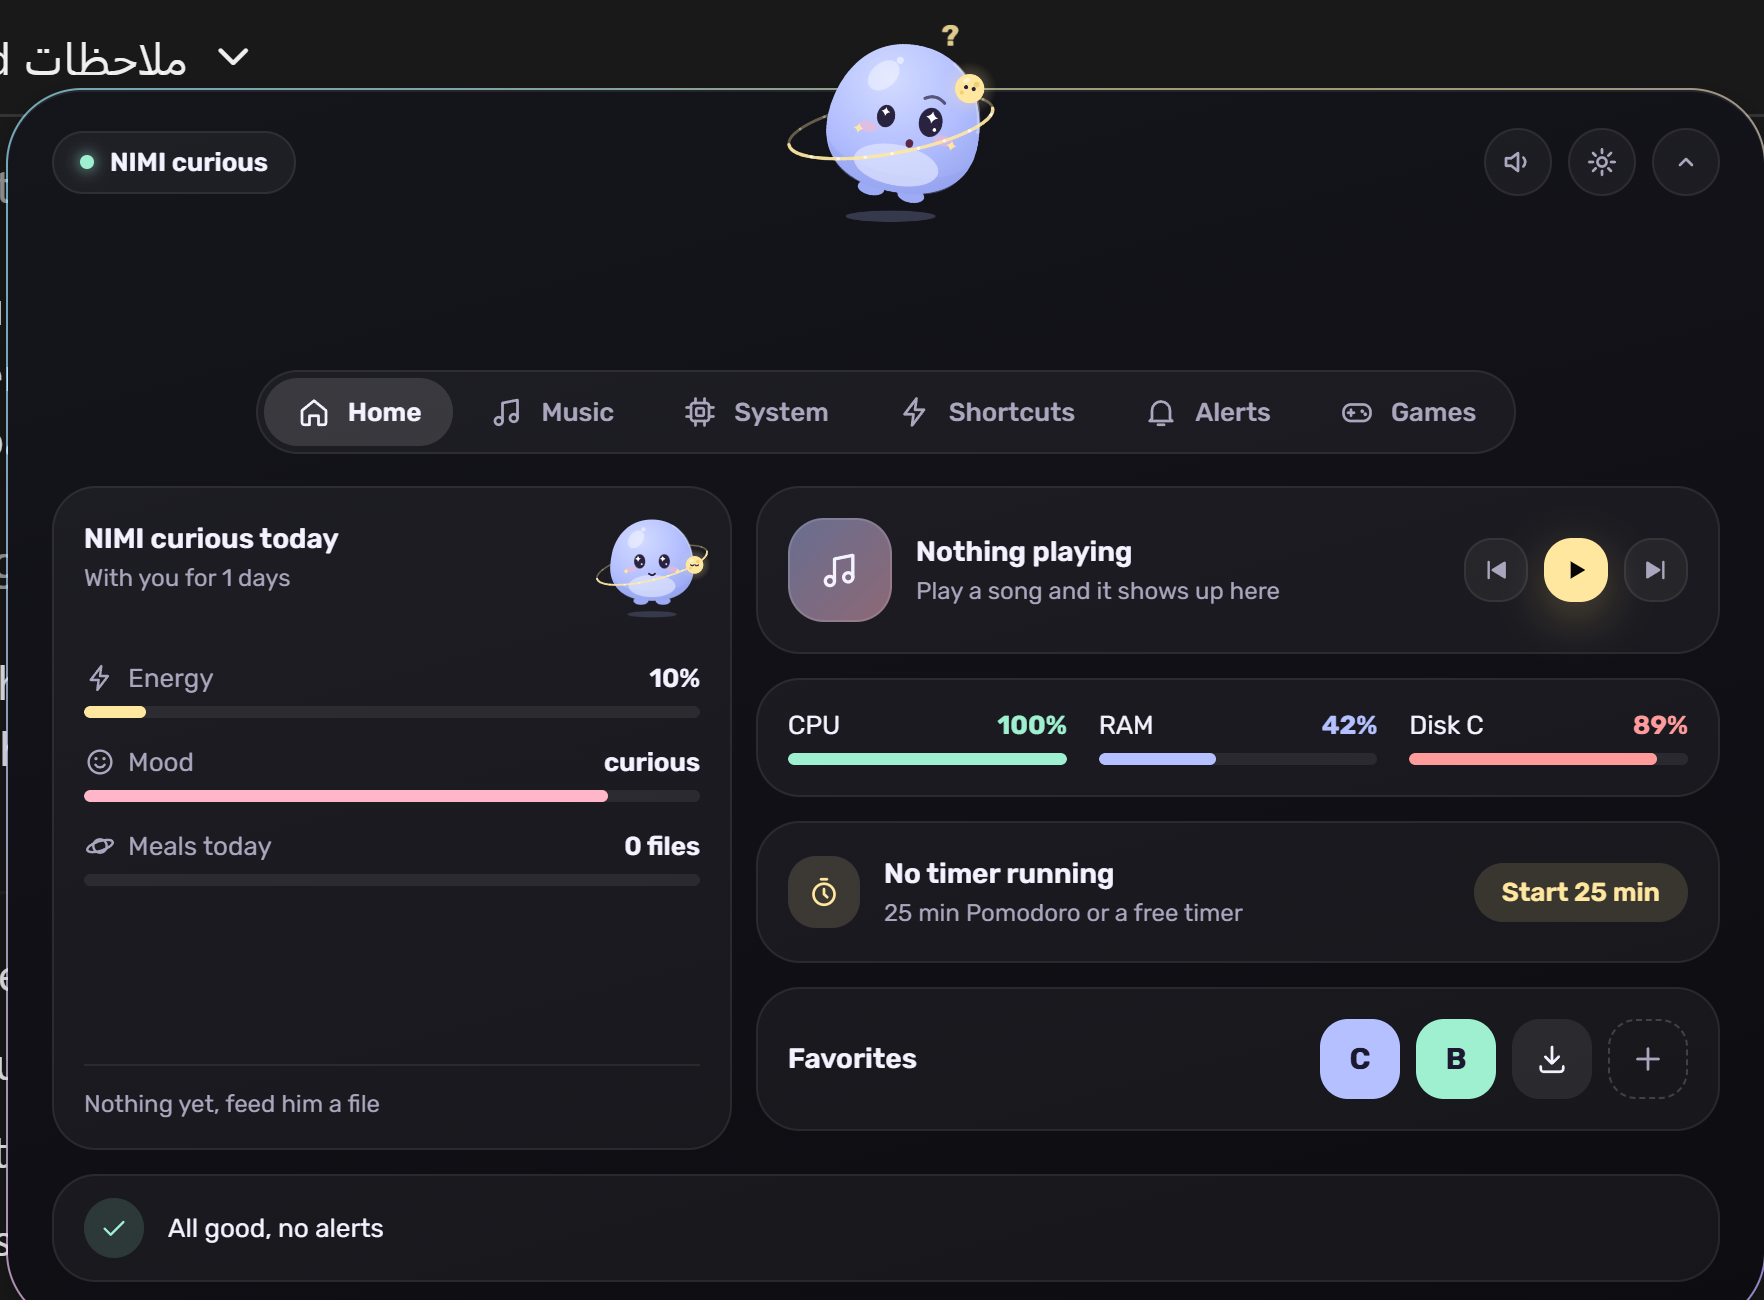 ملاحظات
?
NIMI curious
Home
Music
System
Shortcuts
Alerts
Games
NIMI curious today
With you for 1 days
Energy
10%
Mood
curious
Meals today
0 files
Nothing yet, feed him a file
Nothing playing
Play a song and it shows up here
CPU
100%
RAM
42%
Disk C
89%
No timer running
25 min Pomodoro or a free timer
Start 25 min
Favorites
C
B
All good, no alerts